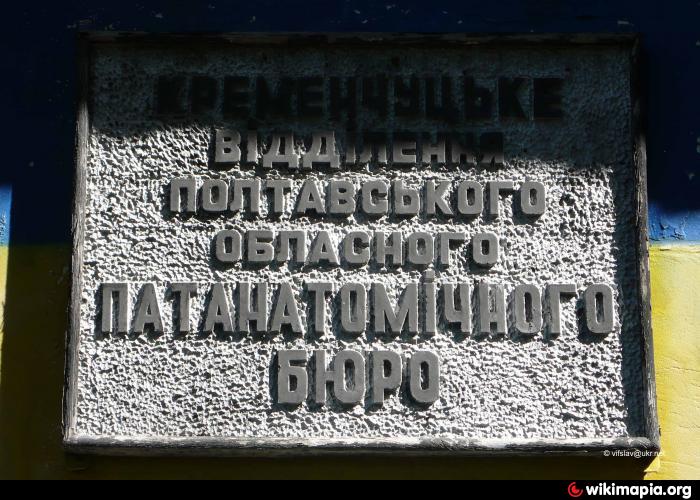 КРЕМЕНЧУЦЬКЕ
ВІДДІЛЕННЯ
ПОЛТАВСЬКОГО
ОБЛАСНОГО
ПАТАНАТОМІЧНОГО
БЮРО
© vifslav@ukr.net
wikimapia.org